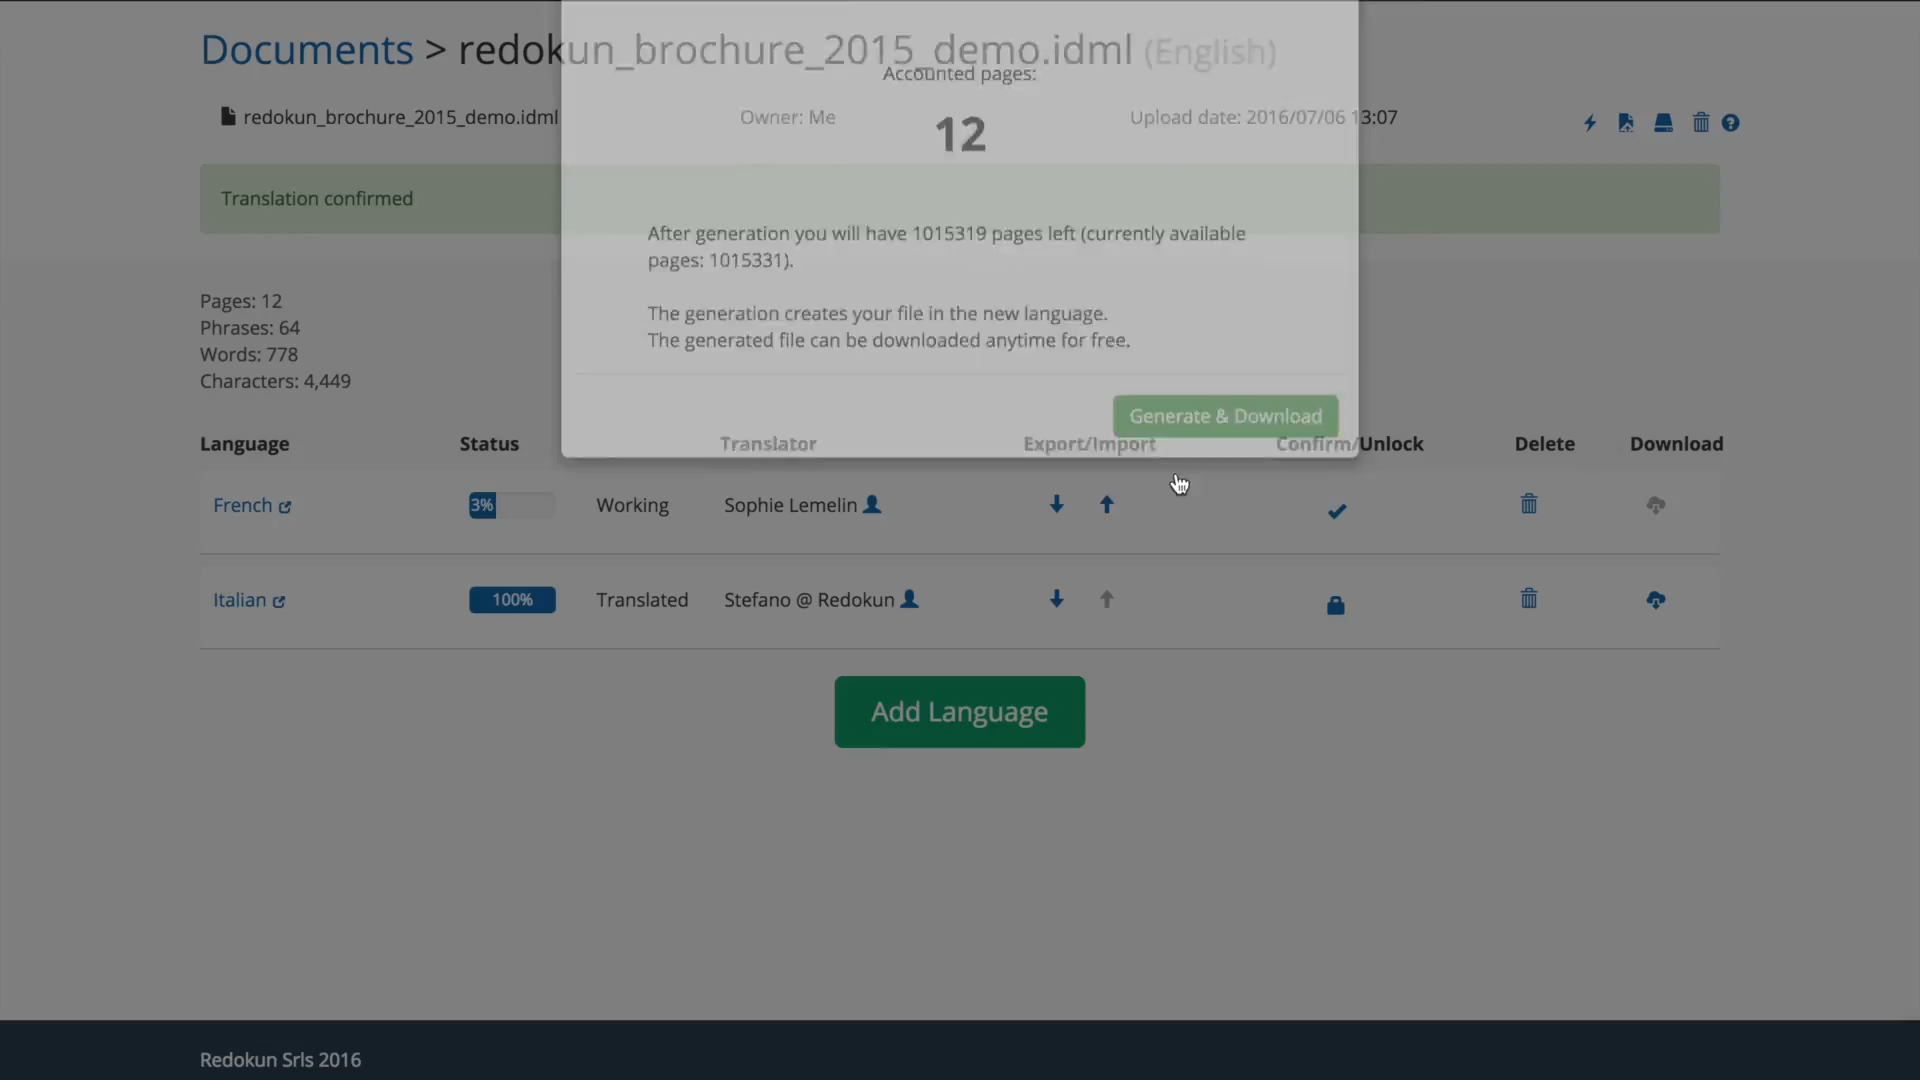 Documents > redokun_brochure_2015_demo.idml (English)
Accounted pages:
redokun_brochure_2015_demo.idml
Owner: Me
12
Upload date: 2016/07/06 13:07
Translation confirmed
After generation you will have 1015319 pages left (currently available
pages: 1015331).
The generation creates your file in the new language.
The generated file can be downloaded anytime for free.
Generate & Download
Pages: 12
Phrases: 64
Words: 778
Characters: 4,449
Language Status Translator Export/Import Confirm/Unlock Delete Download
French 3% Working Sophie Lemelin
Italian 100% Translated Stefano @ Redokun
Add Language
Redokun Srls 2016